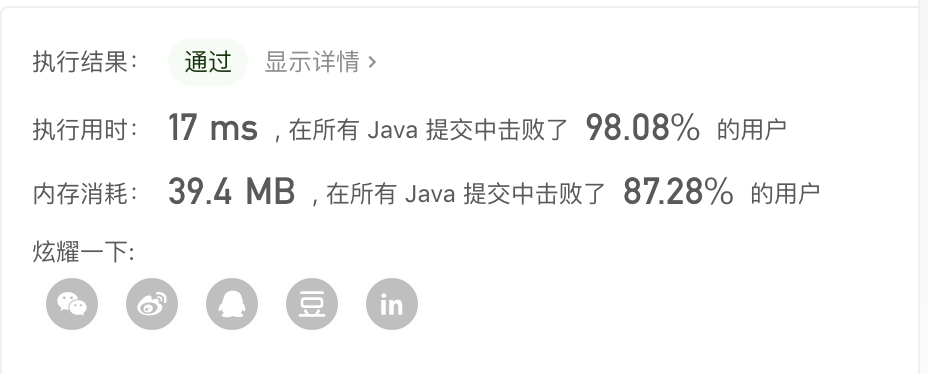 执行结果： 通过 显示详情 >
执行用时： 17 ms , 在所有 Java 提交中击败了 98.08% 的用户
内存消耗： 39.4 MB , 在所有 Java 提交中击败了 87.28% 的用户
炫耀一下:
豆 in